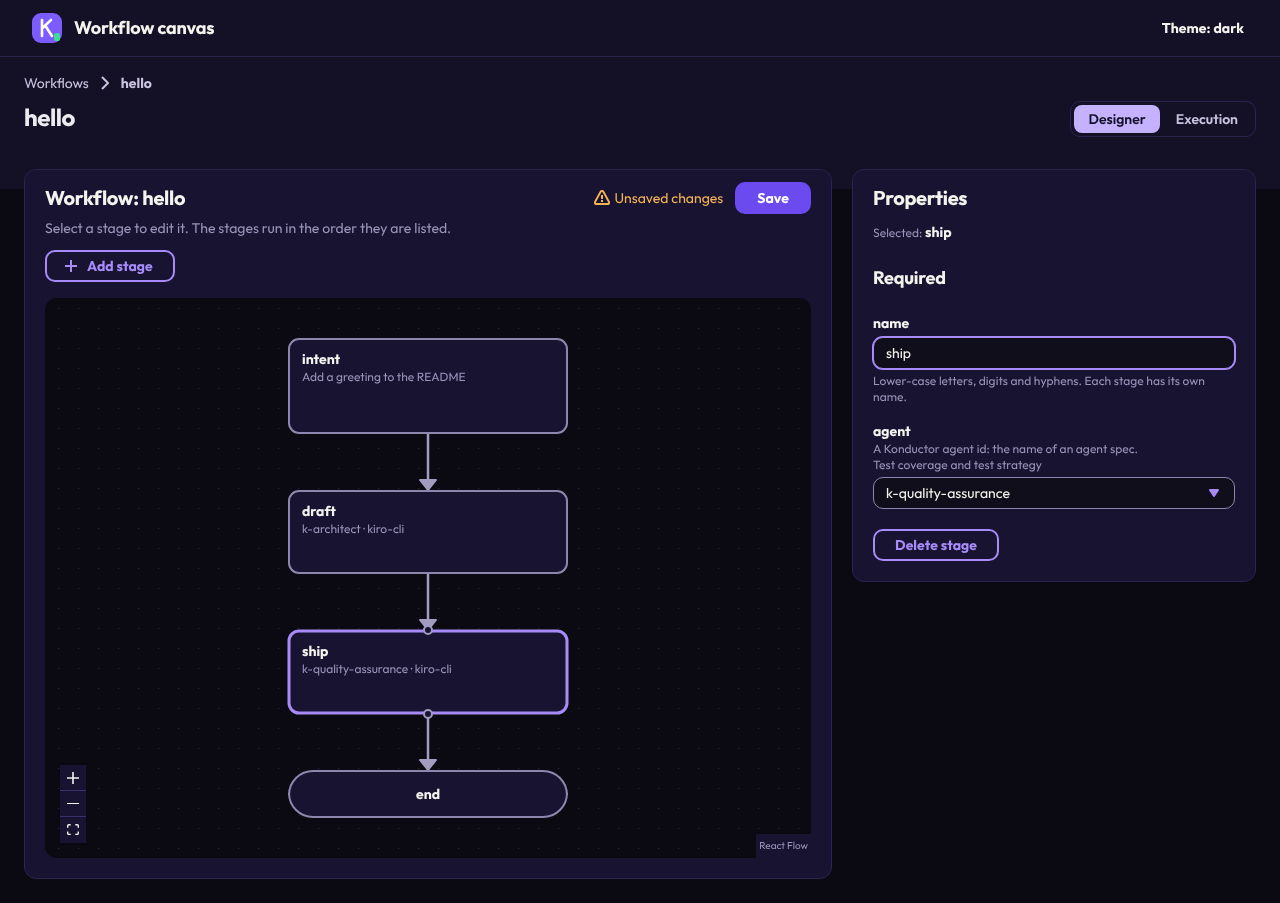 K
Workflow canvas
Theme: dark
Workflows
hello
hello
Designer
Execution
Workflow: hello
Unsaved changes
Save
Select a stage to edit it. The stages run in the order they are listed.
Add stage
intent
Add a greeting to the README
draft
k-architect · kiro-cli
ship
k-quality-assurance · kiro-cli
end
React Flow
Properties
Selected: ship
Required
name
ship
Lower-case letters, digits and hyphens. Each stage has its own
name.
agent
A Konductor agent id: the name of an agent spec.
Test coverage and test strategy
k-quality-assurance
Delete stage